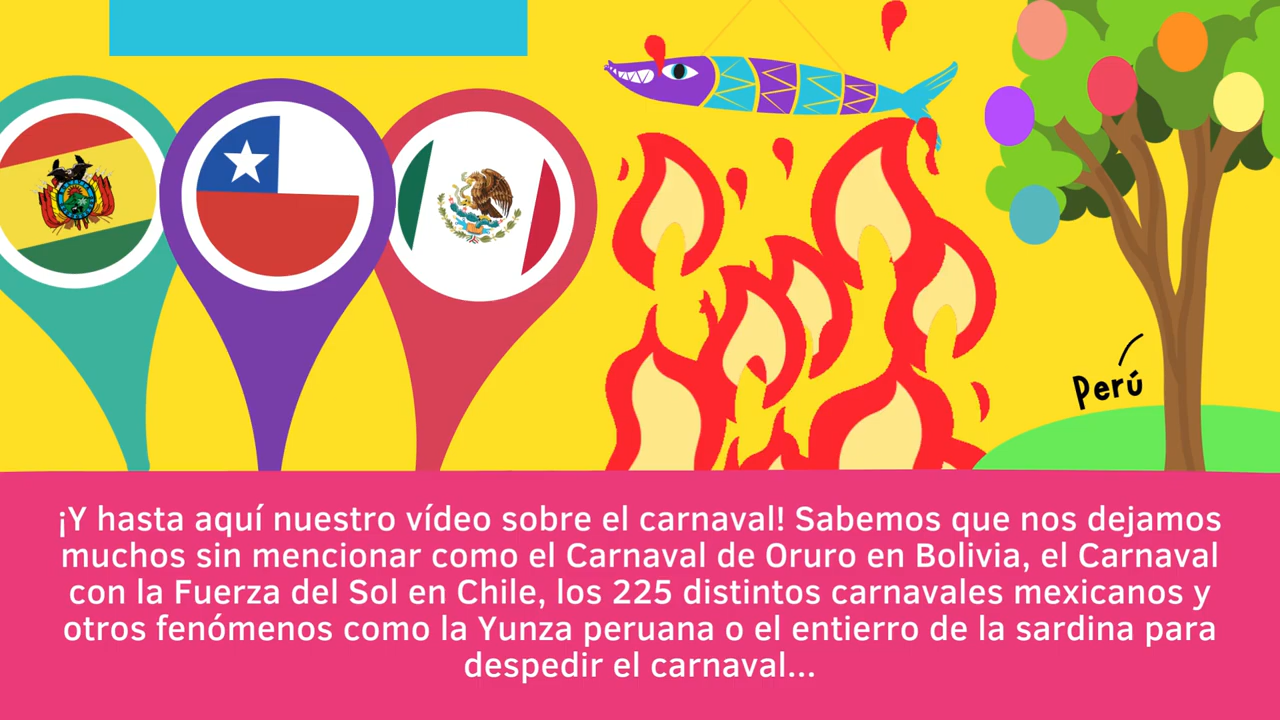 Perú
¡Y hasta aquí nuestro vídeo sobre el carnaval! Sabemos que nos dejamos
muchos sin mencionar como el Carnaval de Oruro en Bolivia, el Carnaval
con la Fuerza del Sol en Chile, los 225 distintos carnavales mexicanos y
otros fenómenos como la Yunza peruana o el entierro de la sardina para
despedir el carnaval...